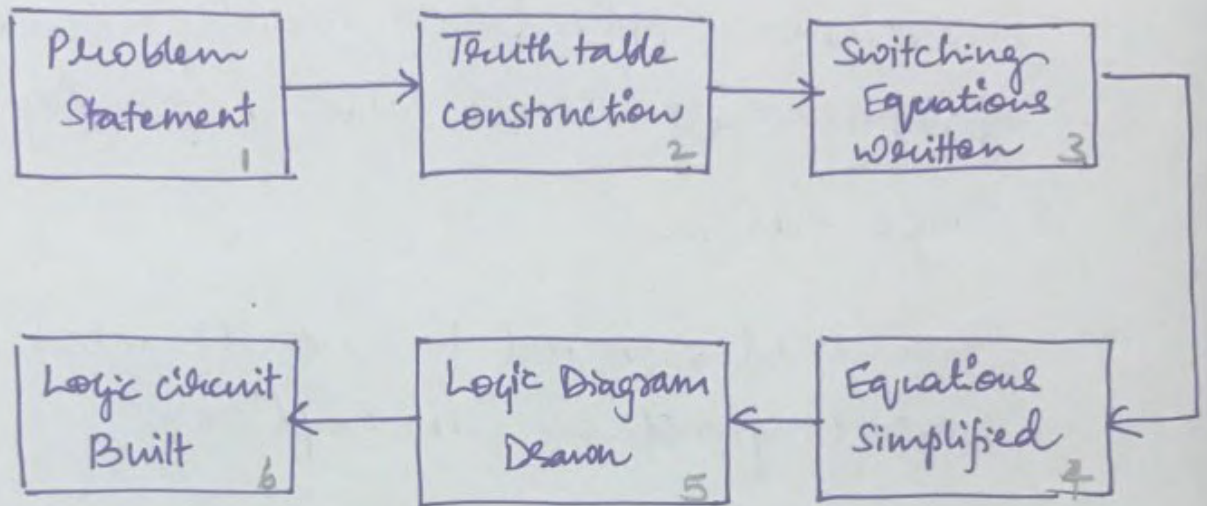 Problem
Statement
1
Truth table
construction
2
Switching
Equations
Written
3
Equations
Simplified
4
Logic Diagram
Drawn
5
Logic circuit
Built
6